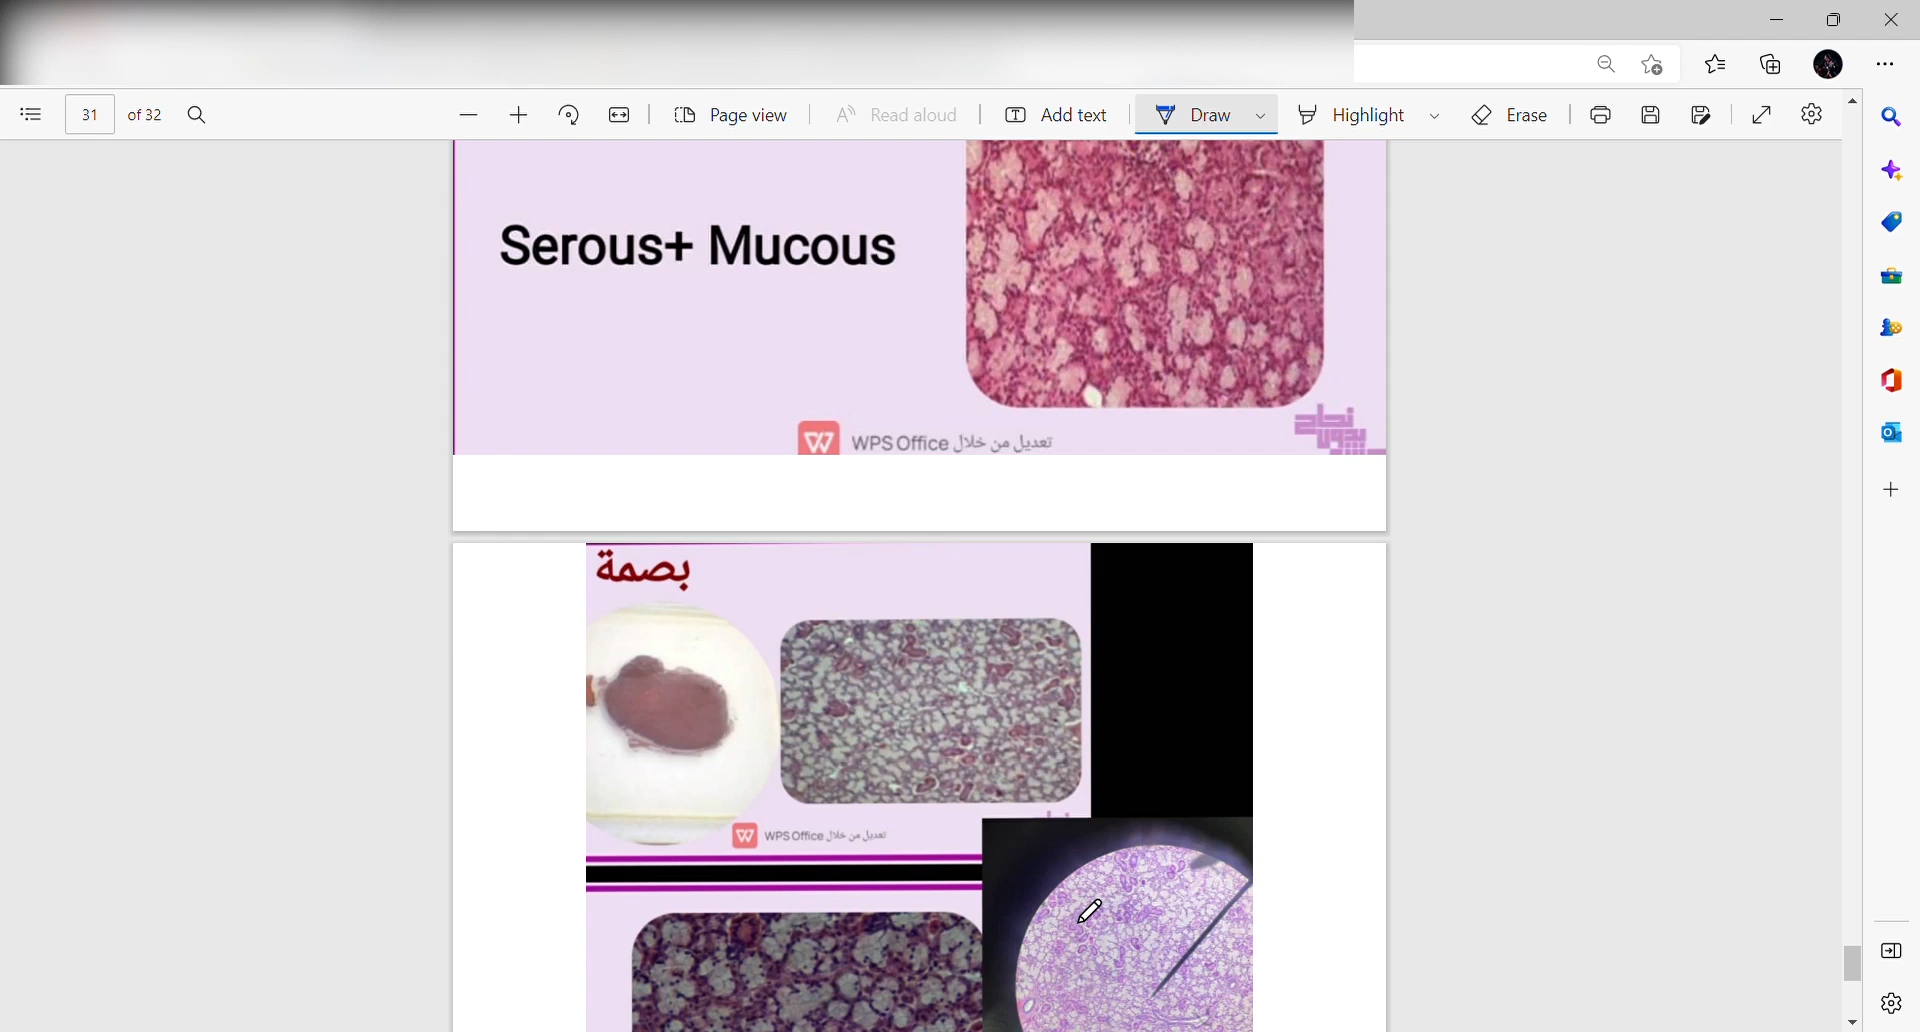 31 of 32 Page view Read aloud Add text Draw Highlight Erase
Serous+ Mucous
تعديل من خلال WPS Office
بصمة
تعديل من خلال WPS Office